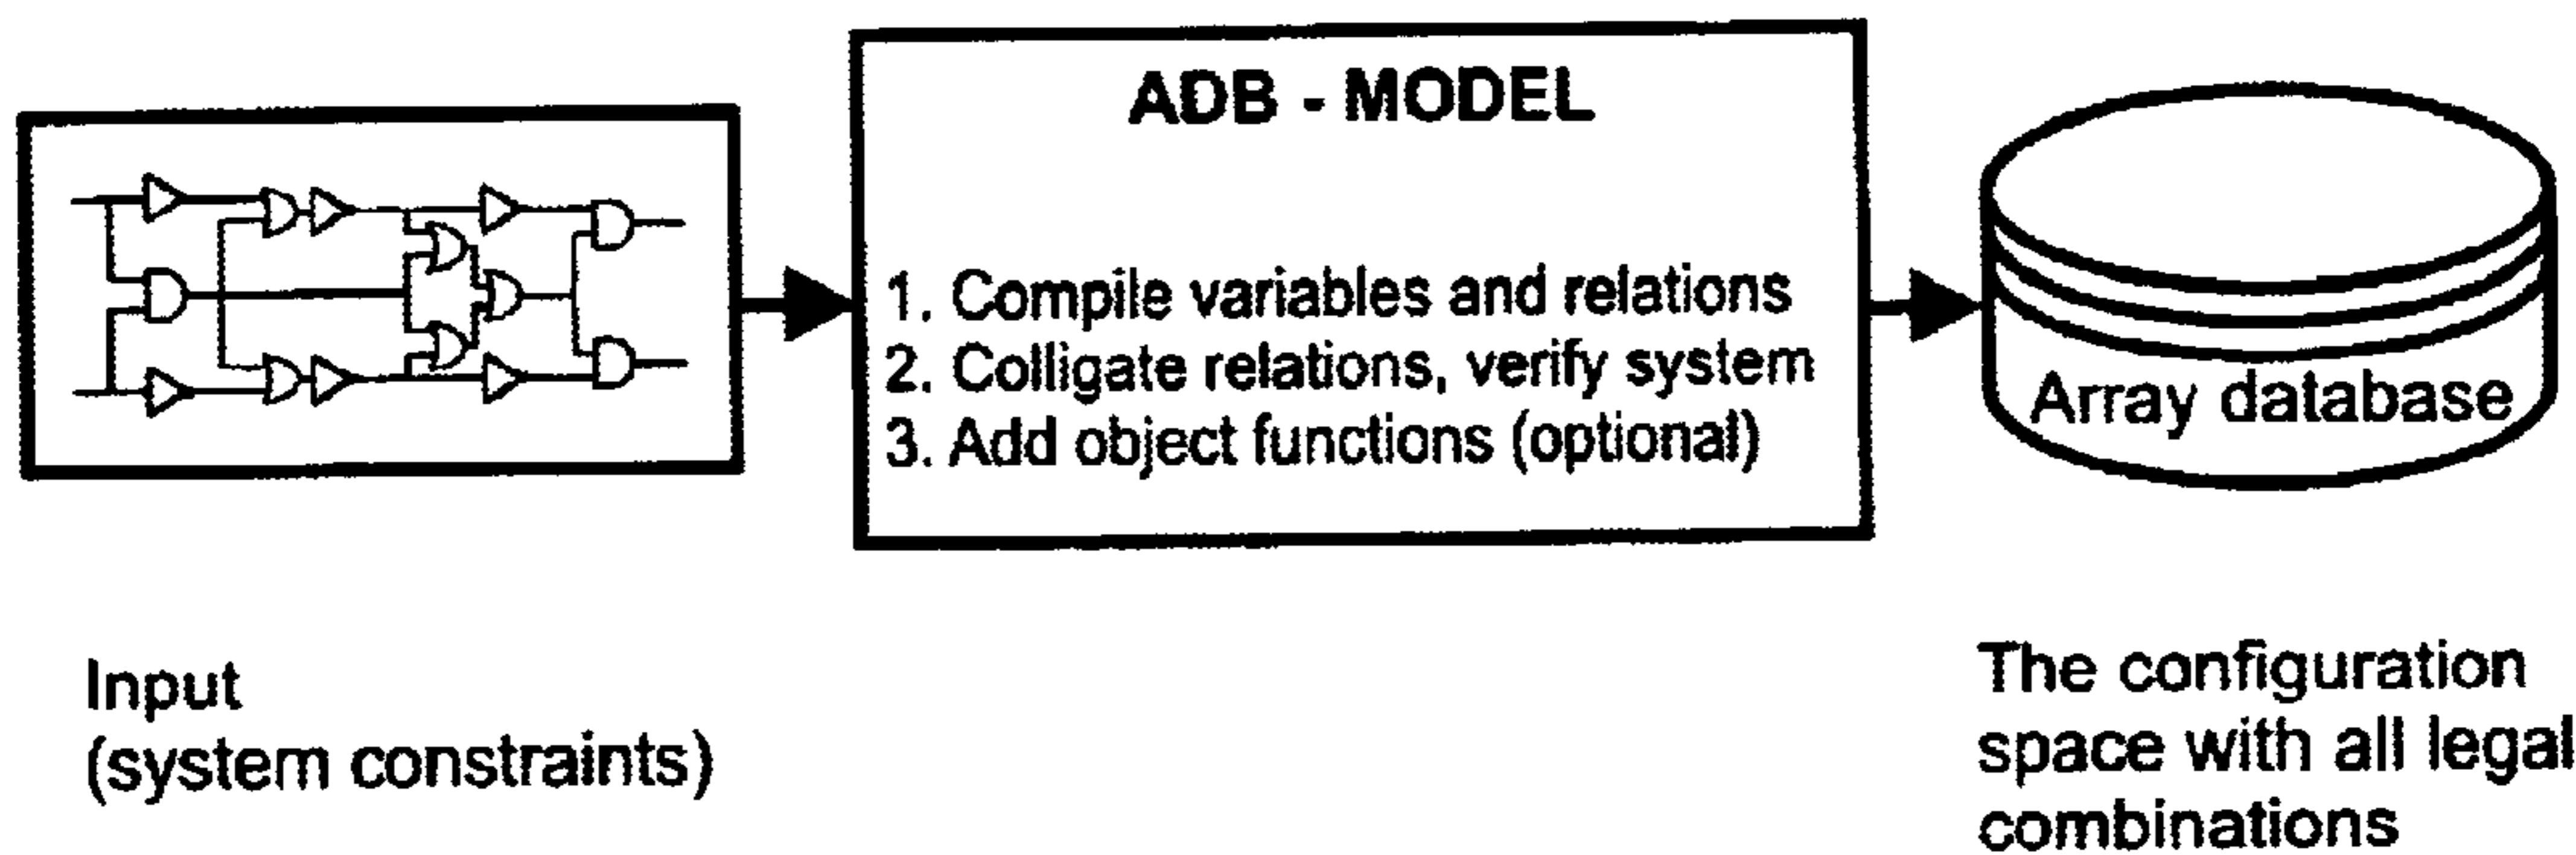 ADB - MODEL
1. Compile variables and relations
2. Colligate relations, verify system
3. Add object functions (optional)
Array database
Input
(system constraints)
The configuration
space with all legal
combinations